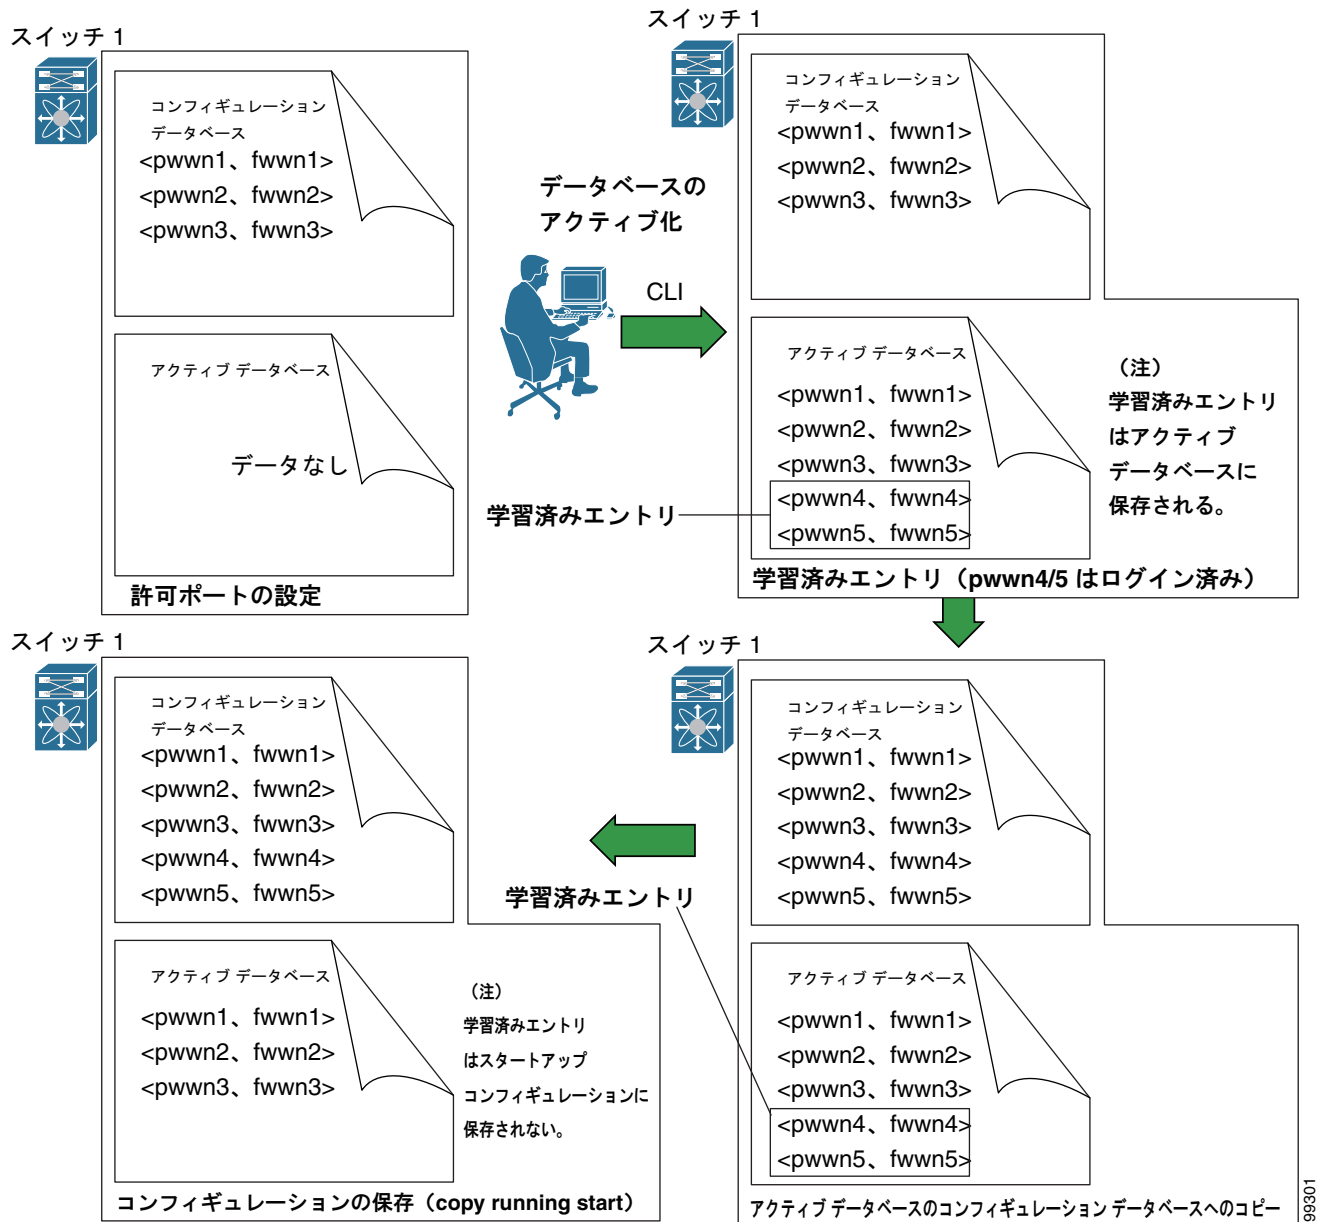 スイッチ 1
コンフィギュレーション
データベース
<pwwn1、fwwn1>
<pwwn2、fwwn2>
<pwwn3、fwwn3>
アクティブ データベース
データなし
許可ポートの設定
データベースの
アクティブ化
CLI
スイッチ 1
コンフィギュレーション
データベース
<pwwn1、fwwn1>
<pwwn2、fwwn2>
<pwwn3、fwwn3>
アクティブ データベース
<pwwn1、fwwn1>
<pwwn2、fwwn2>
<pwwn3、fwwn3>
<pwwn4、fwwn4>
<pwwn5、fwwn5>
学習済みエントリ
（注）
学習済みエントリ
はアクティブ
データベースに
保存される。
学習済みエントリ（pwwn4/5 はログイン済み）
スイッチ 1
コンフィギュレーション
データベース
<pwwn1、fwwn1>
<pwwn2、fwwn2>
<pwwn3、fwwn3>
<pwwn4、fwwn4>
<pwwn5、fwwn5>
アクティブ データベース
<pwwn1、fwwn1>
<pwwn2、fwwn2>
<pwwn3、fwwn3>
（注）
学習済みエントリ
はスタートアップ
コンフィギュレーションに
保存されない。
コンフィギュレーションの保存（copy running start）
学習済みエントリ
スイッチ 1
コンフィギュレーション
データベース
<pwwn1、fwwn1>
<pwwn2、fwwn2>
<pwwn3、fwwn3>
<pwwn4、fwwn4>
<pwwn5、fwwn5>
アクティブ データベース
<pwwn1、fwwn1>
<pwwn2、fwwn2>
<pwwn3、fwwn3>
<pwwn4、fwwn4>
<pwwn5、fwwn5>
アクティブ データベースのコンフィギュレーション データベースへのコピー
99301